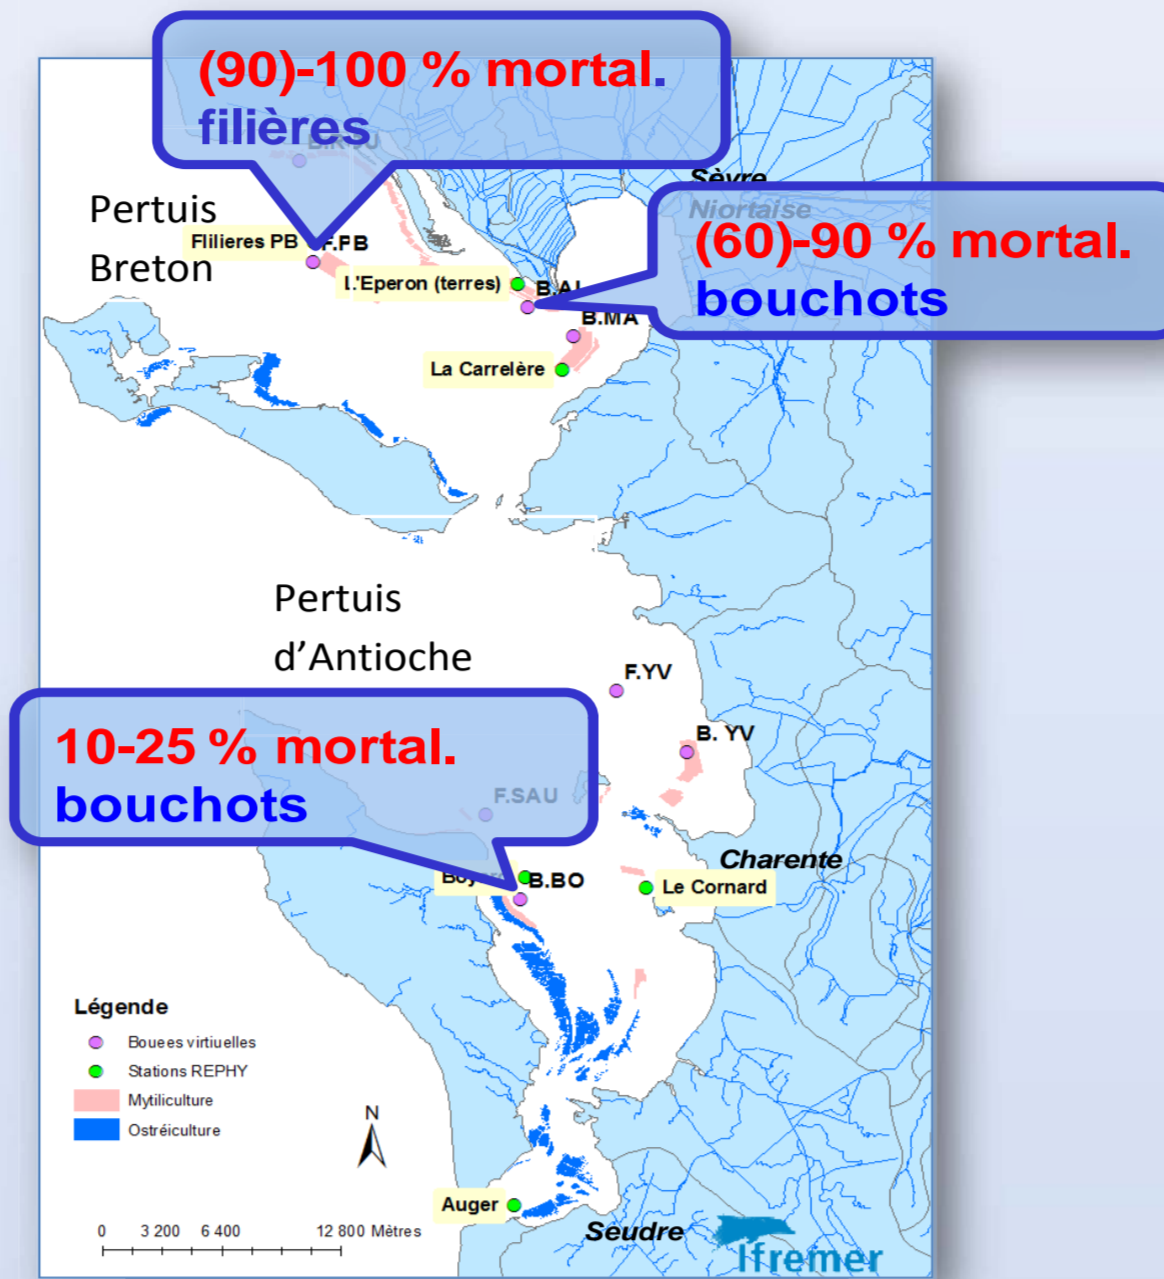 (90)-100 % mortal.
filières
Sèvre
Niortaise
Pertuis
Breton
Flilieres PB
F.PB
(60)-90 % mortal.
bouchots
L'Eperon (terres)
B.MA
La Carrelère
Pertuis
d'Antioche
F.YV
10-25 % mortal.
bouchots
B. YV
F.SAU
Charente
B.BO
Le Cornard
Légende
Bouees virtiuelles
Stations REPHY
Mytiliculture
Ostréiculture
N
Auger
0 3 200 6 400 12 800 Mètres
Seudre
Ifremer